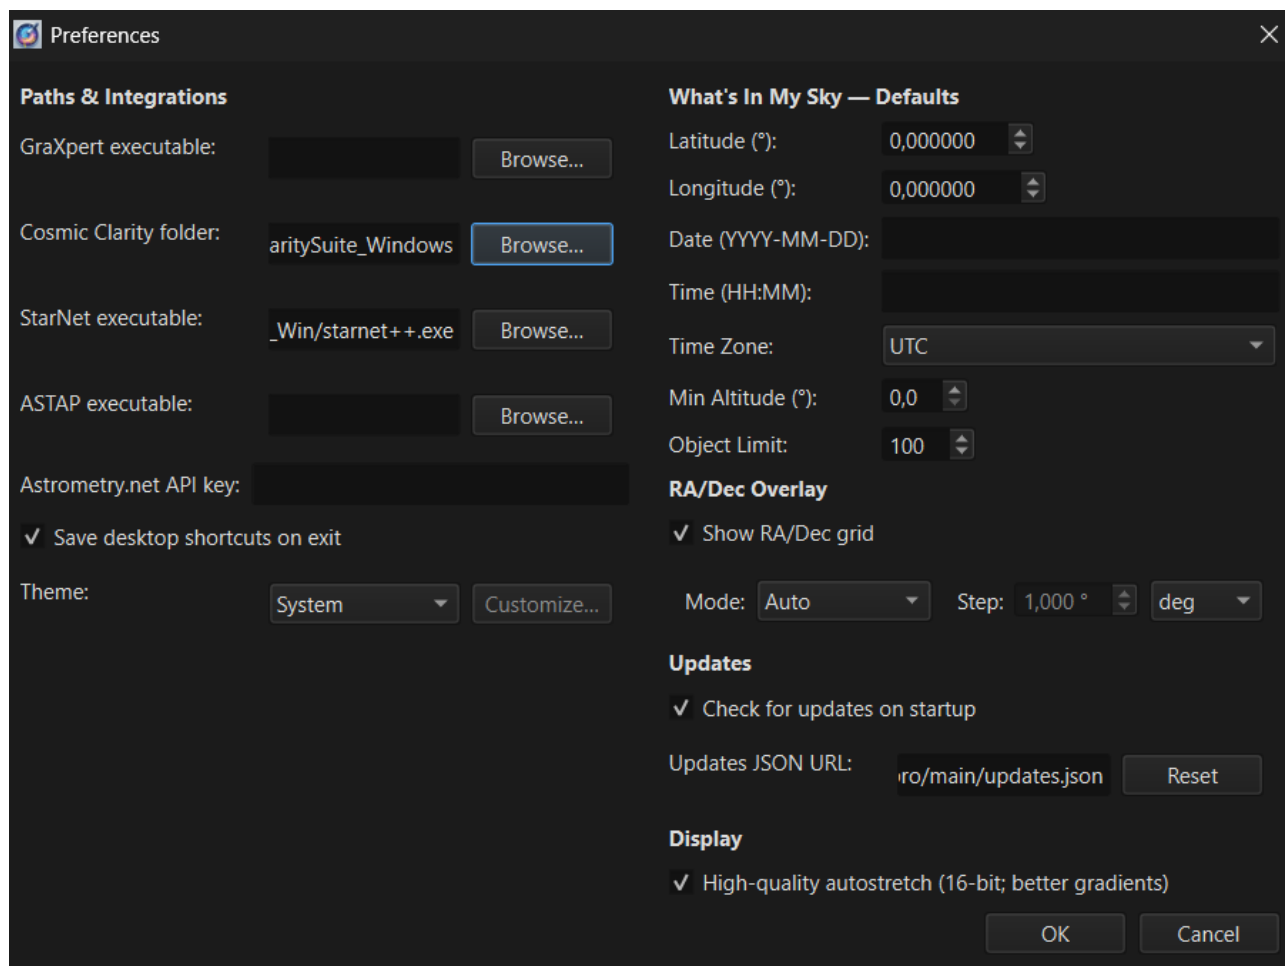 Preferences
Paths & Integrations
GraXpert executable:
Browse...
Cosmic Clarity folder:
aritySuite_Windows
Browse...
StarNet executable:
_Win/starnet++.exe
Browse...
ASTAP executable:
Browse...
Astrometry.net API key:
Save desktop shortcuts on exit
Theme:
System
Customize...
What's In My Sky — Defaults
Latitude (°):
0,000000
Longitude (°):
0,000000
Date (YYYY-MM-DD):
Time (HH:MM):
Time Zone:
UTC
Min Altitude (°):
0,0
Object Limit:
100
RA/Dec Overlay
Show RA/Dec grid
Mode:
Auto
Step:
1,000 °
deg
Updates
Check for updates on startup
Updates JSON URL:
ro/main/updates.json
Reset
Display
High-quality autostretch (16-bit; better gradients)
OK
Cancel